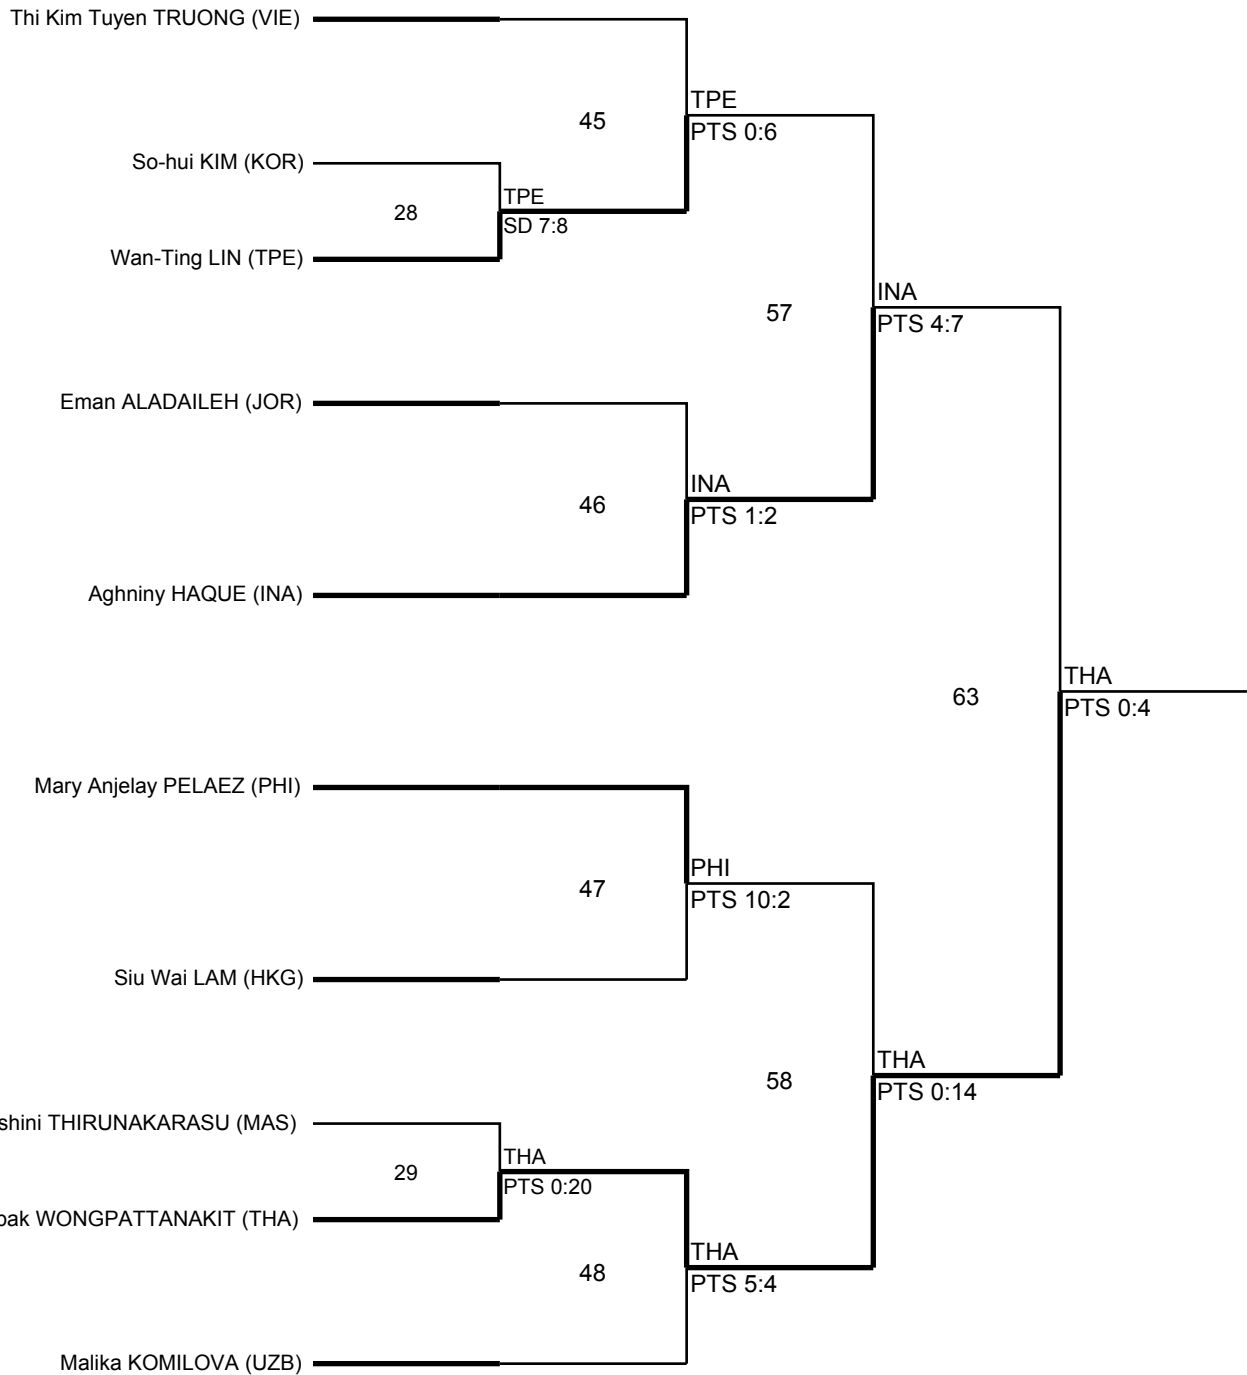 Thi Kim Tuyen TRUONG (VIE)
TPE
45
PTS 0:6
So-hui KIM (KOR)
TPE
28
SD 7:8
Wan-Ting LIN (TPE)
INA
57
PTS 4:7
Eman ALADAILEH (JOR)
INA
46
PTS 1:2
Aghniny HAQUE (INA)
THA
63
PTS 0:4
Mary Anjelay PELAEZ (PHI)
PHI
47
PTS 10:2
Siu Wai LAM (HKG)
THA
58
PTS 0:14
THIRUNAKARASU (MAS)
THA
29
PTS 0:20
WONGPATTANAKIT (THA)
THA
48
PTS 5:4
Malika KOMILOVA (UZB)